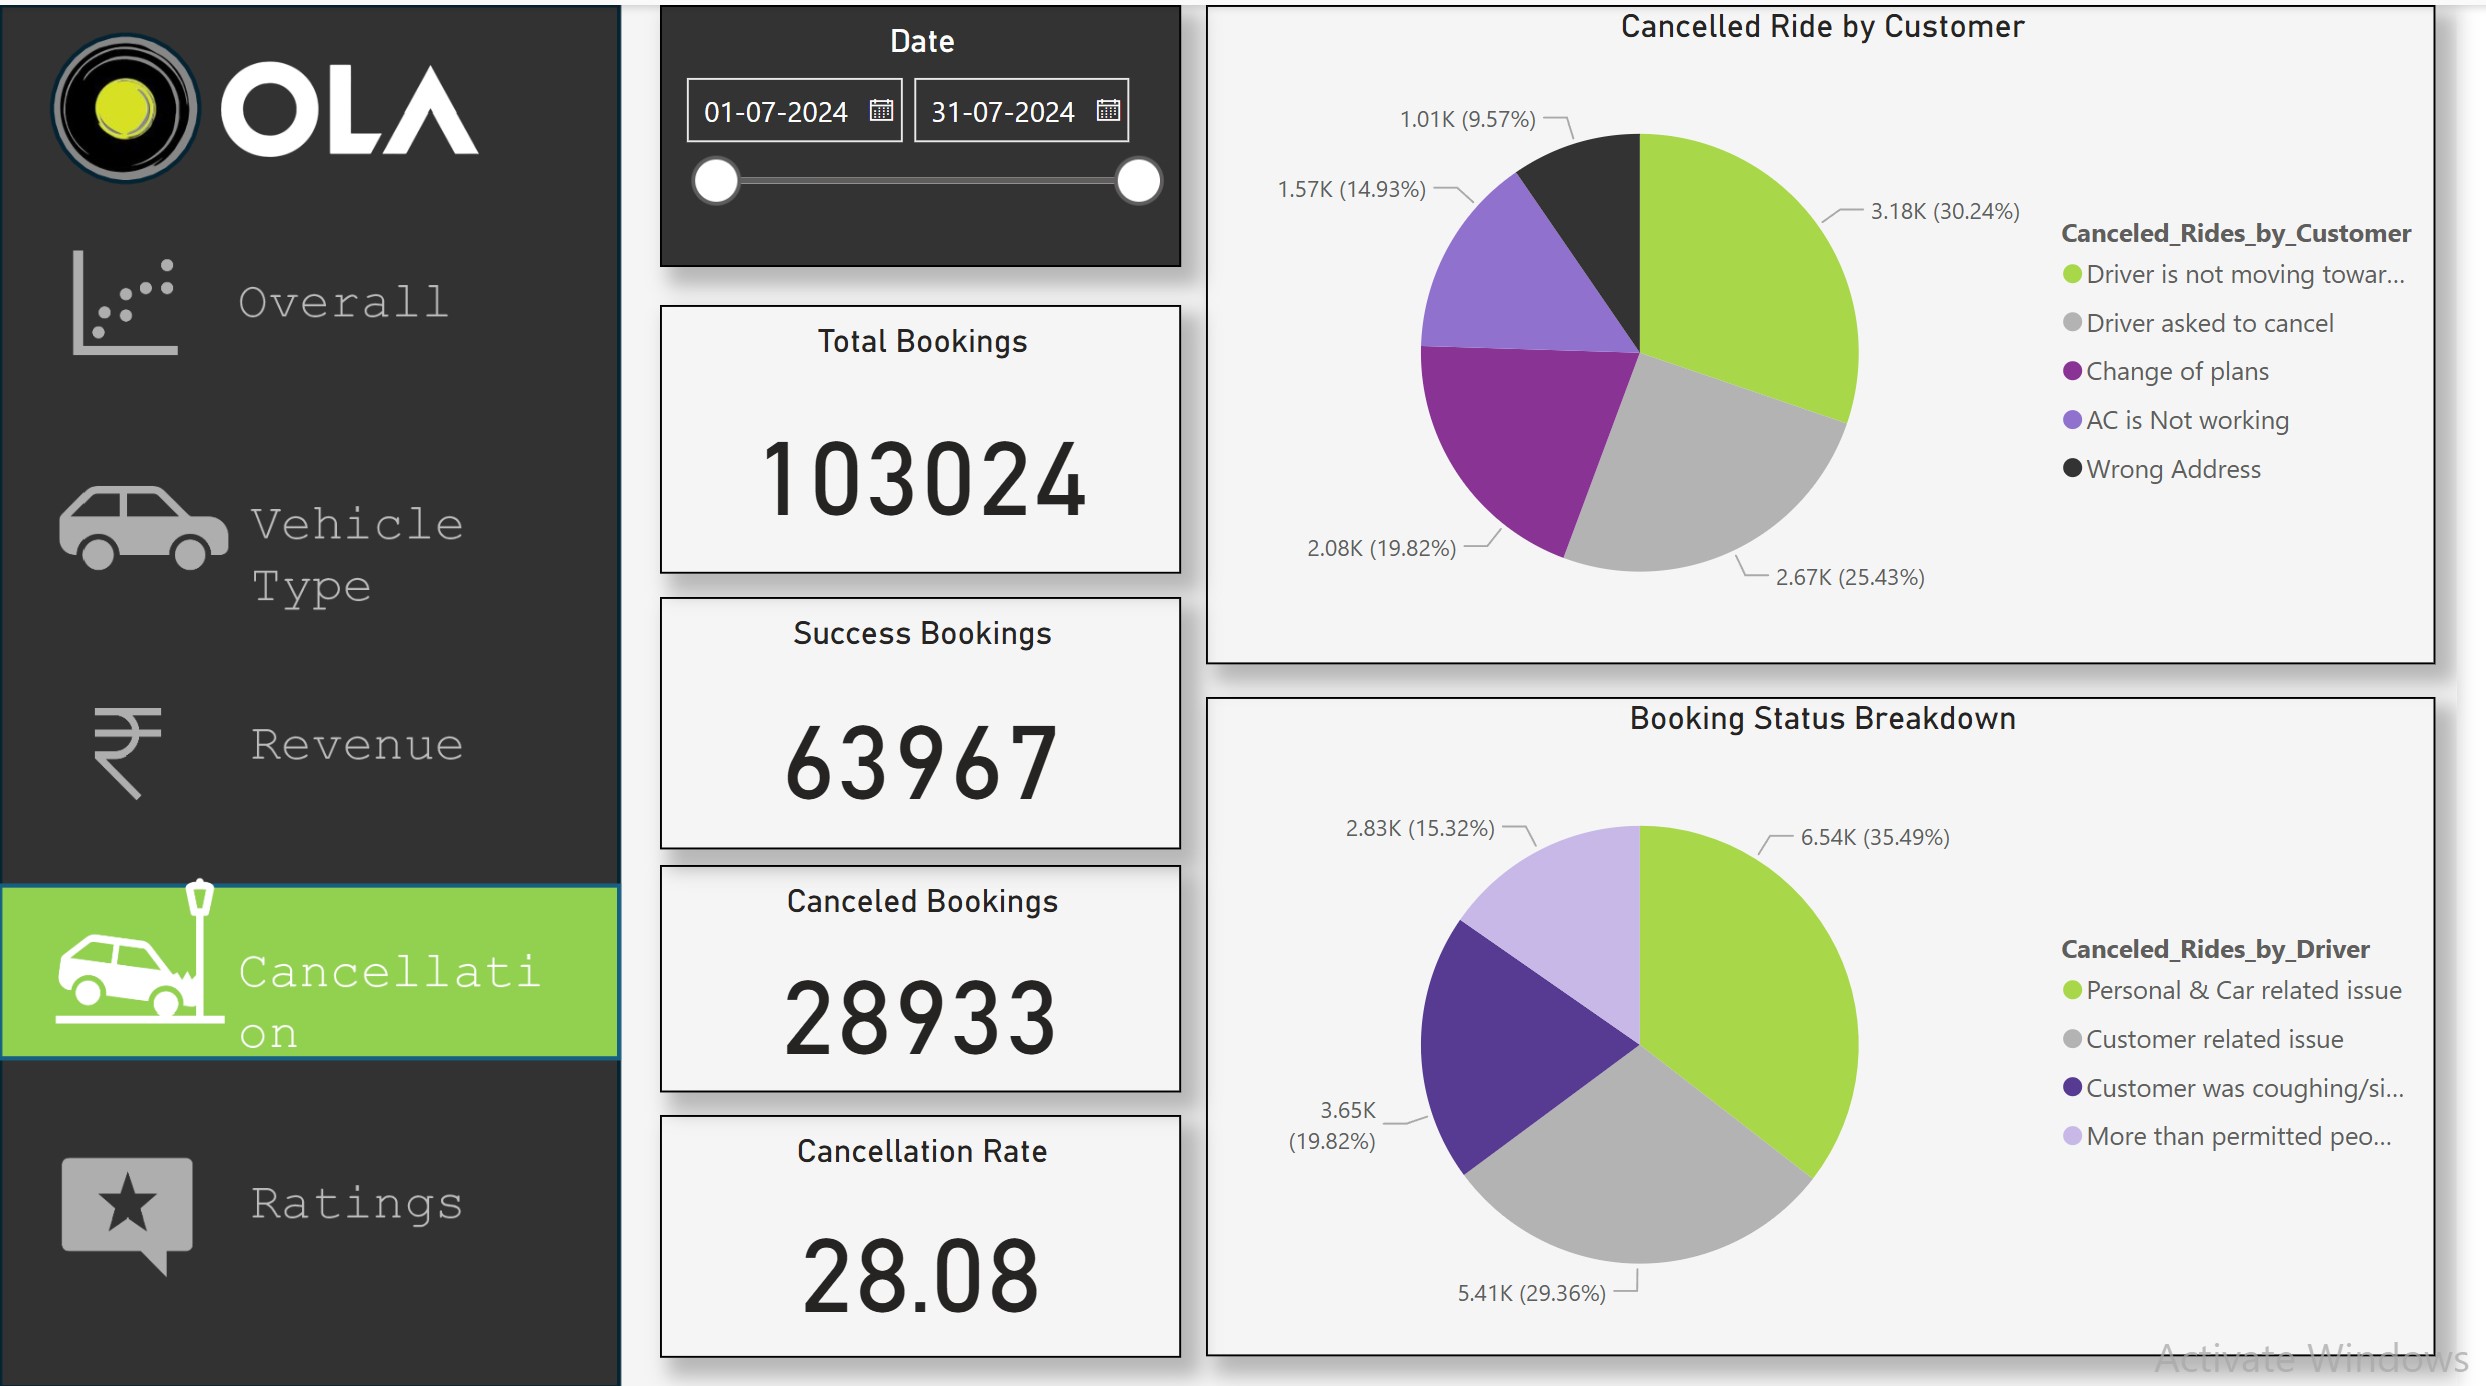 OLA
Overall
Vehicle
Type
Revenue
Cancellati
on
Ratings
Date
01-07-2024
31-07-2024
Total Bookings
103024
Success Bookings
63967
Canceled Bookings
28933
Cancellation Rate
28.08
Cancelled Ride by Customer
1.01K (9.57%)
1.57K (14.93%)
3.18K (30.24%)
2.08K (19.82%)
2.67K (25.43%)
Canceled_Rides_by_Customer
Driver is not moving towar...
Driver asked to cancel
Change of plans
AC is Not working
Wrong Address
Booking Status Breakdown
2.83K (15.32%)
6.54K (35.49%)
3.65K
(19.82%)
5.41K (29.36%)
Canceled_Rides_by_Driver
Personal & Car related issue
Customer related issue
Customer was coughing/si...
More than permitted peo...
Activate Windows